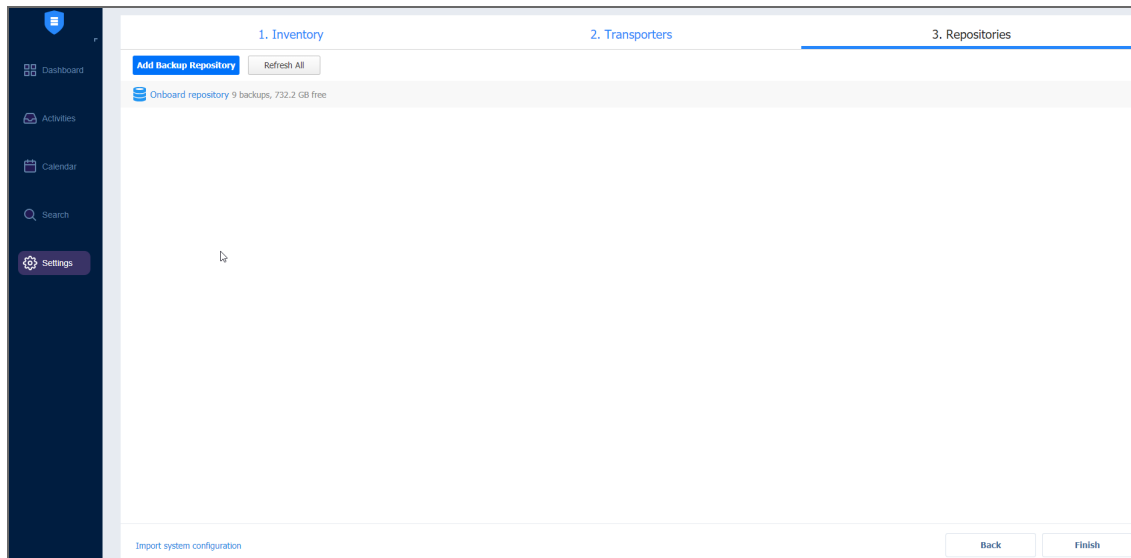 1. Inventory
2. Transporters
3. Repositories
Dashboard
Add Backup Repository
Refresh All
Onboard repository 9 backups, 732.2 GB free
Activities
Calendar
Search
Settings
Import system configuration
Back
Finish